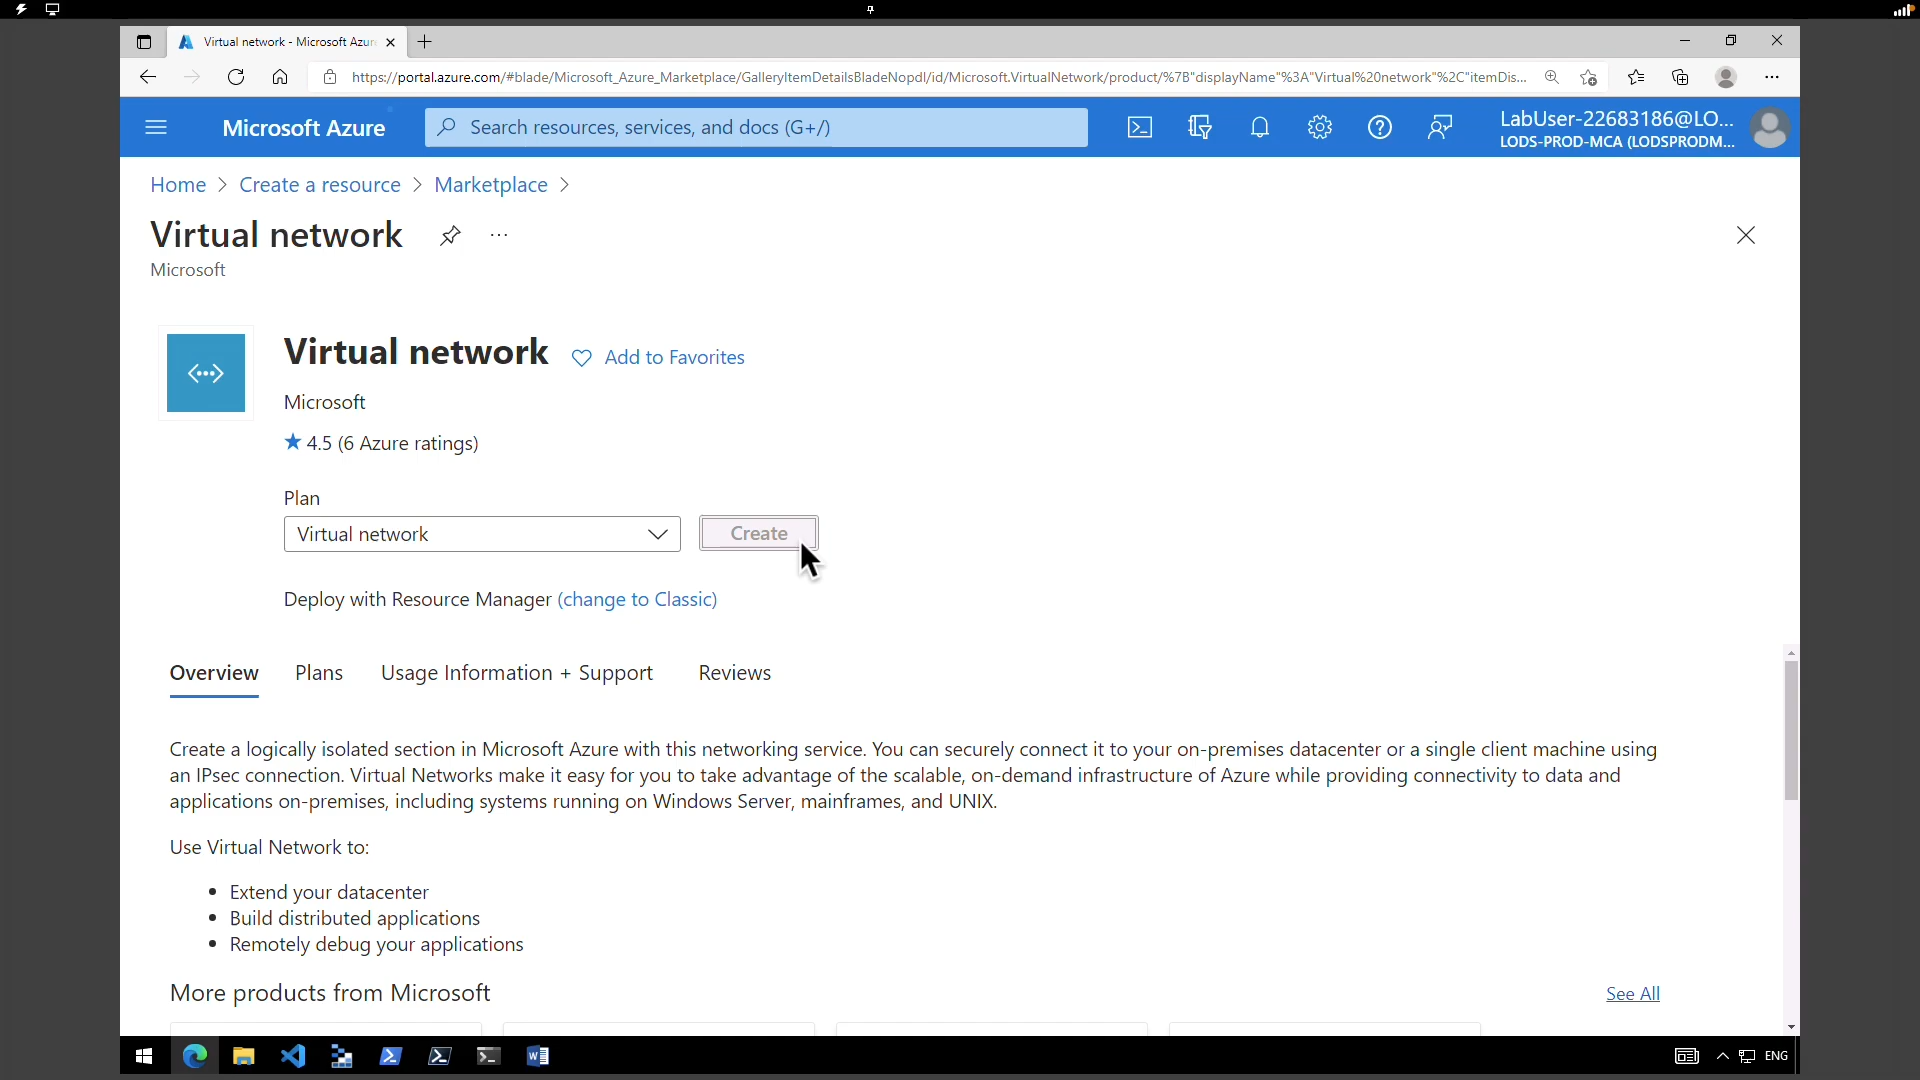 Virtual network - Microsoft Azur
https://portal.azure.com/#blade/Microsoft_Azure_Marketplace/GalleryItemDetailsBladeNopdl/id/Microsoft.VirtualNetwork/product/%7B"displayName"%3A"Virtual%20network"%2C"itemDis...
Microsoft Azure
Search resources, services, and docs (G+/)
LabUser-22683186@LO...
LODS-PROD-MCA (LODSPRODM...
Home > Create a resource > Marketplace >
Virtual network
...
Microsoft
Virtual network
Add to Favorites
Microsoft
4.5 (6 Azure ratings)
Plan
Virtual network
Create
Deploy with Resource Manager (change to Classic)
Overview
Plans
Usage Information + Support
Reviews
Create a logically isolated section in Microsoft Azure with this networking service. You can securely connect it to your on-premises datacenter or a single client machine using
an IPsec connection. Virtual Networks make it easy for you to take advantage of the scalable, on-demand infrastructure of Azure while providing connectivity to data and
applications on-premises, including systems running on Windows Server, mainframes, and UNIX.
Use Virtual Network to:
• Extend your datacenter
• Build distributed applications
• Remotely debug your applications
More products from Microsoft
See All
ENG